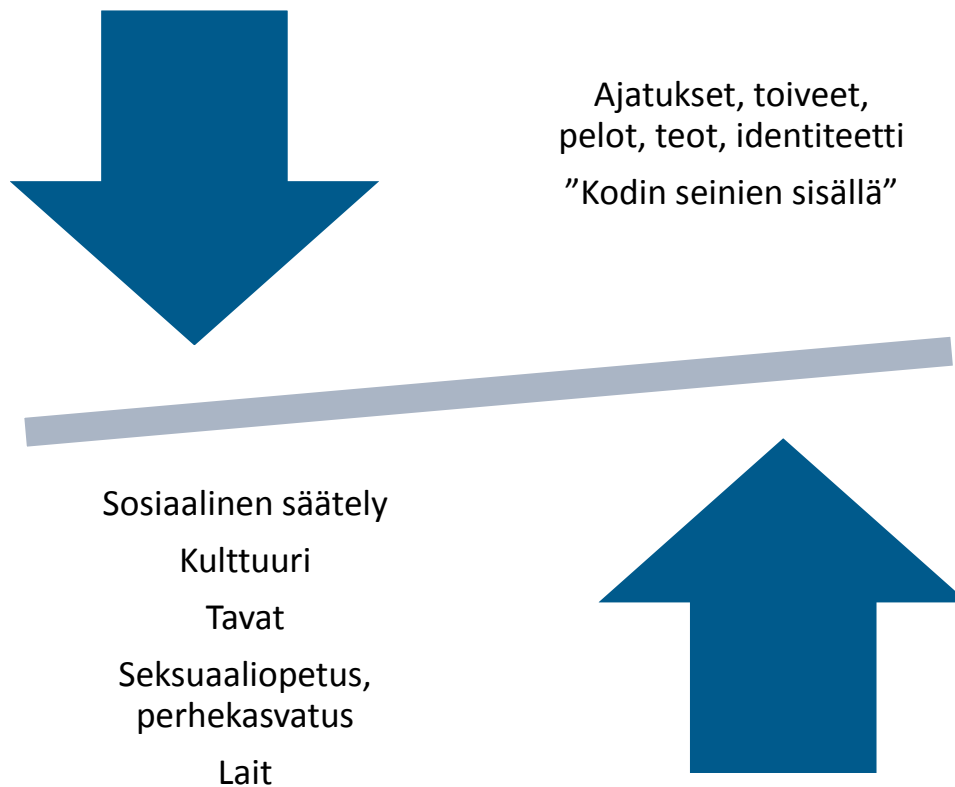 Ajatukset, toiveet,
pelot, teot, identiteetti
”Kodin seinien sisällä”
Sosiaalinen säätely
Kulttuuri
Tavat
Seksuaaliopetus,
perhekasvatus
Lait